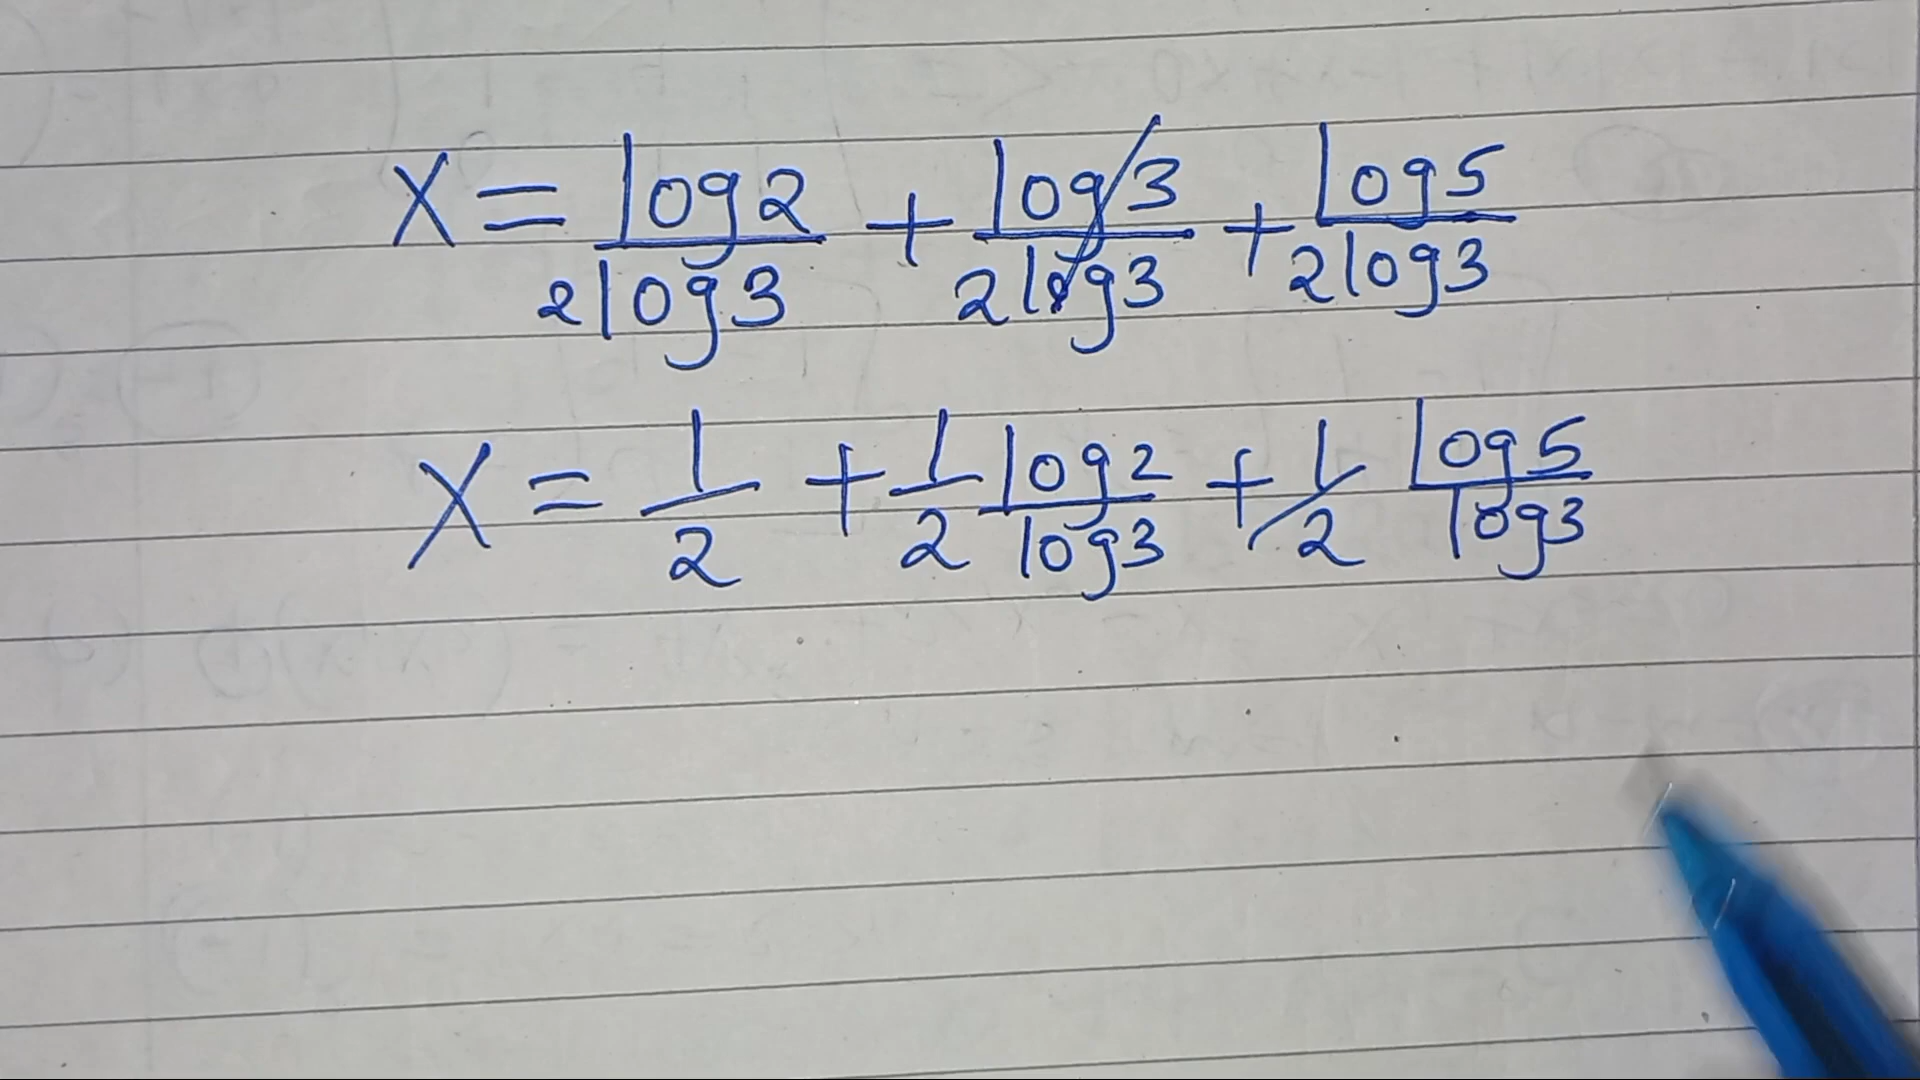 X = log2/2log3 + log3/2log3 + log5/2log3
X = 1/2 + 1/2 log2/log3 + 1/2 log5/log3